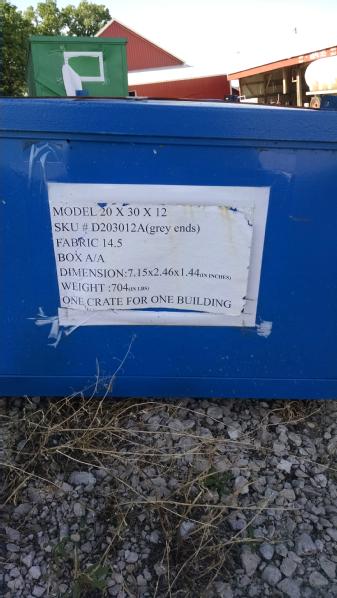 MODEL 20 X 30 X 12
SKU # D203012A(grey ends)
FABRIC 14.5
BOX A/A
DIMENSION:7.15x2.46x1.44(IN INCHES)
WEIGHT :704(IN LBS)
ONE CRATE FOR ONE BUILDING